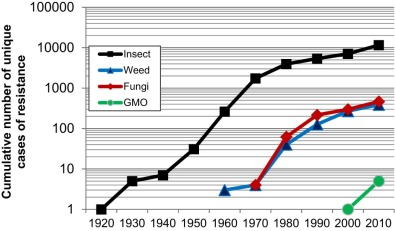 Cumulative number of unique
cases of resistance
100000
10000
1000
100
10
1
Insect
Weed
Fungi
GMO
1920 1930 1940 1950 1960 1970 1980 1990 2000 2010